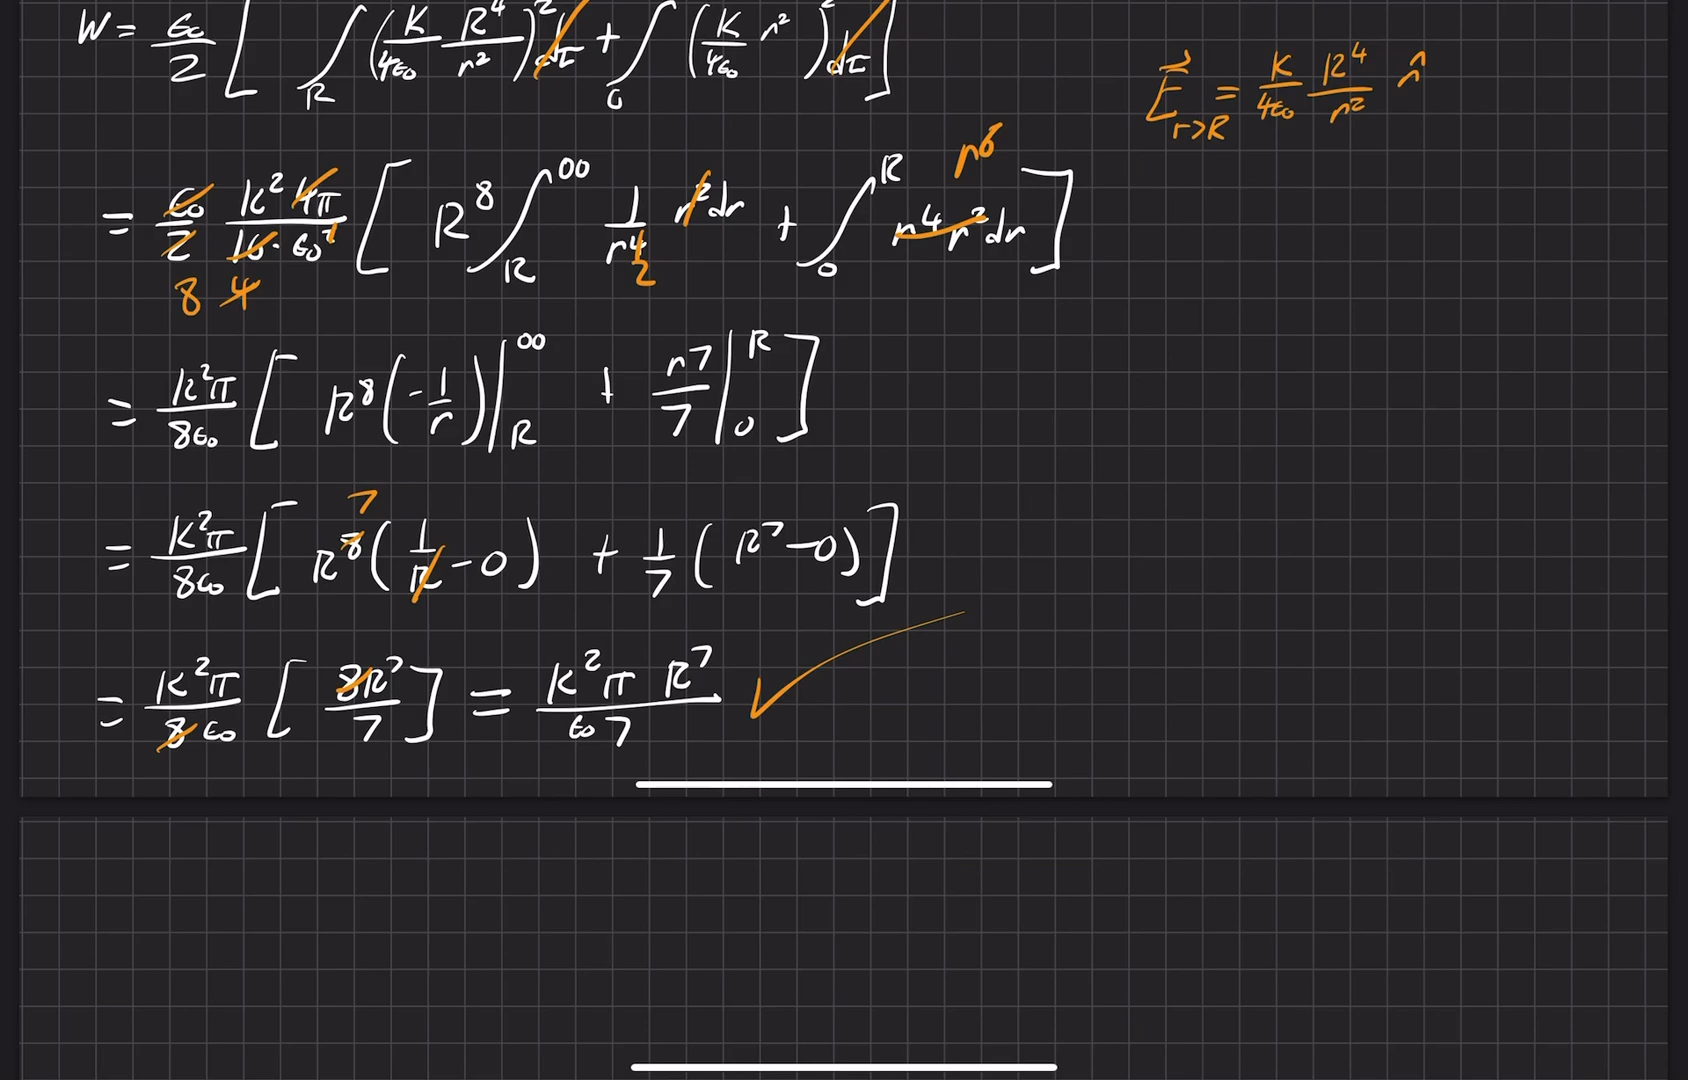 W = ε₀/2 [ ∫_R^∞ (k/4ε₀ R⁴/r²)² dτ + ∫_0 (k/4ε₀ r²)² dτ ]
E⃗_{r>R} = k/4ε₀ R⁴/r² r̂
= ε₀/2 k² 4π/16·ε₀² [ R⁸ ∫_R^∞ 1/r⁴ r² dr + ∫_0^R r⁴ r² dr ]
r⁶
2
8 4
= k²π/8ε₀ [ R⁸ (-1/r) |_R^∞ + r⁷/7 |_0^R ]
7
= k²π/8ε₀ [ R⁸ (1/R - 0) + 1/7 (R⁷ - 0) ]
= k²π/8ε₀ [ 8R⁷/7 ] = k²π R⁷/ε₀ 7 ✓